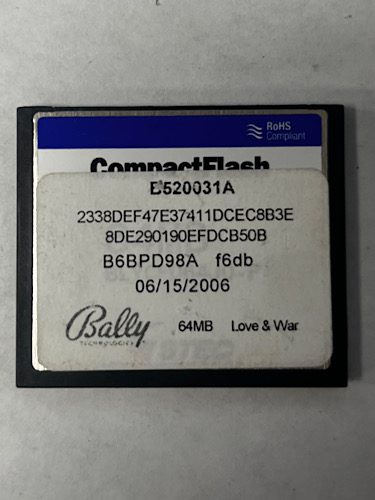 RoHS
Compliant
CompactFlash
E520031A
2338DEF47E37411DCEC8B3E
8DE290190EFDCB50B
B6BPD98A f6db
06/15/2006
Bally
TECHNOLOGIES
64MB Love & War